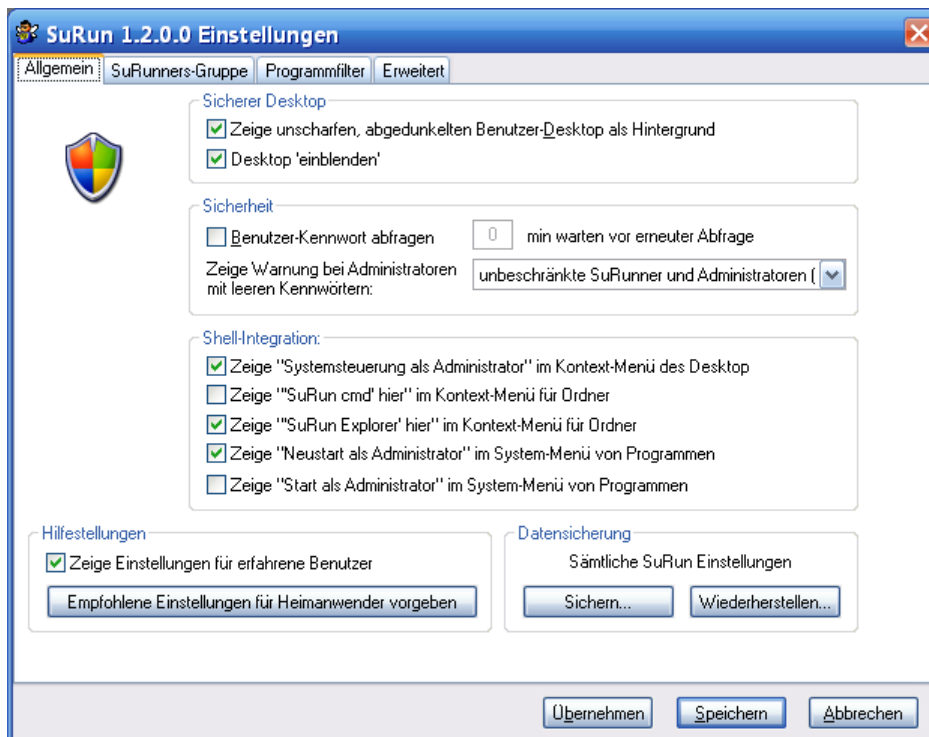 SuRun 1.2.0.0 Einstellungen
Allgemein SuRunners-Gruppe Programmfilter Erweitert
Sicherer Desktop
Zeige unscharfen, abgedunkelten Benutzer-Desktop als Hintergrund
Desktop 'einblenden'
Sicherheit
Benutzer-Kennwort abfragen 0 min warten vor erneuter Abfrage
Zeige Warnung bei Administratoren
mit leeren Kennwörtern:
unbeschränkte SuRunner und Administratoren (
Shell-Integration:
Zeige "Systemsteuerung als Administrator" im Kontext-Menü des Desktop
Zeige "'SuRun cmd' hier" im Kontext-Menü für Ordner
Zeige "'SuRun Explorer' hier" im Kontext-Menü für Ordner
Zeige "Neustart als Administrator" im System-Menü von Programmen
Zeige "Start als Administrator" im System-Menü von Programmen
Hilfestellungen
Zeige Einstellungen für erfahrene Benutzer
Empfohlene Einstellungen für Heimanwender vorgeben
Datensicherung
Sämtliche SuRun Einstellungen
Sichern... Wiederherstellen...
Übernehmen Speichern Abbrechen